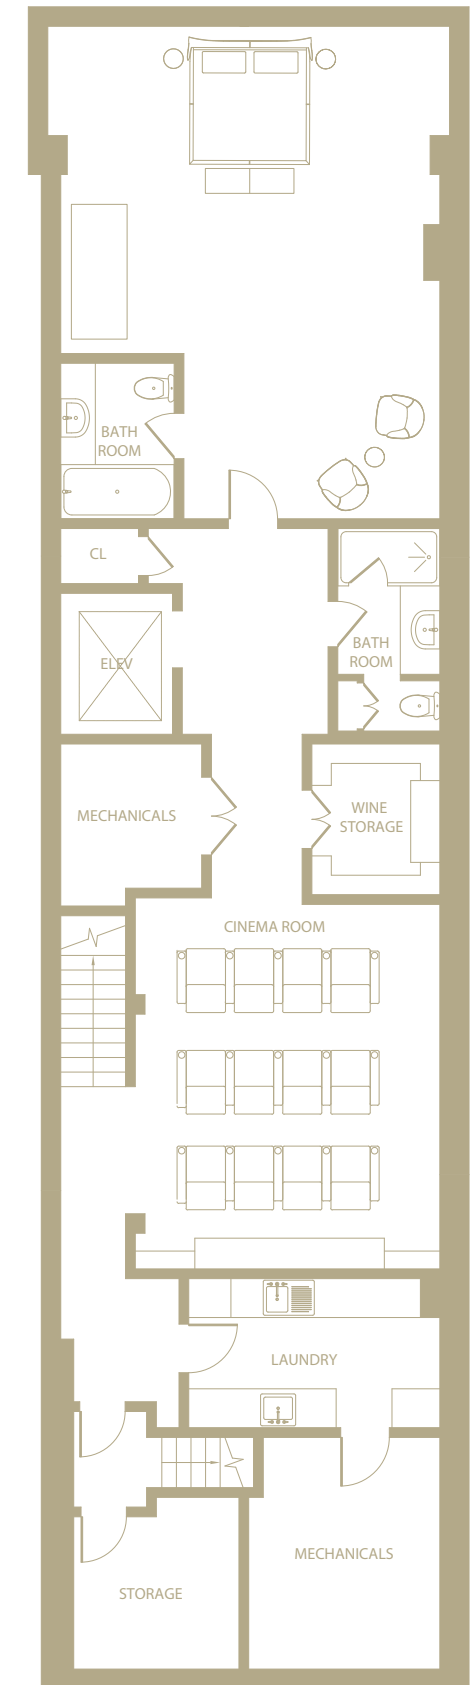 BATH
ROOM
CL
ELEV
BATH
ROOM
MECHANICALS
WINE
STORAGE
CINEMA ROOM
LAUNDRY
MECHANICALS
STORAGE